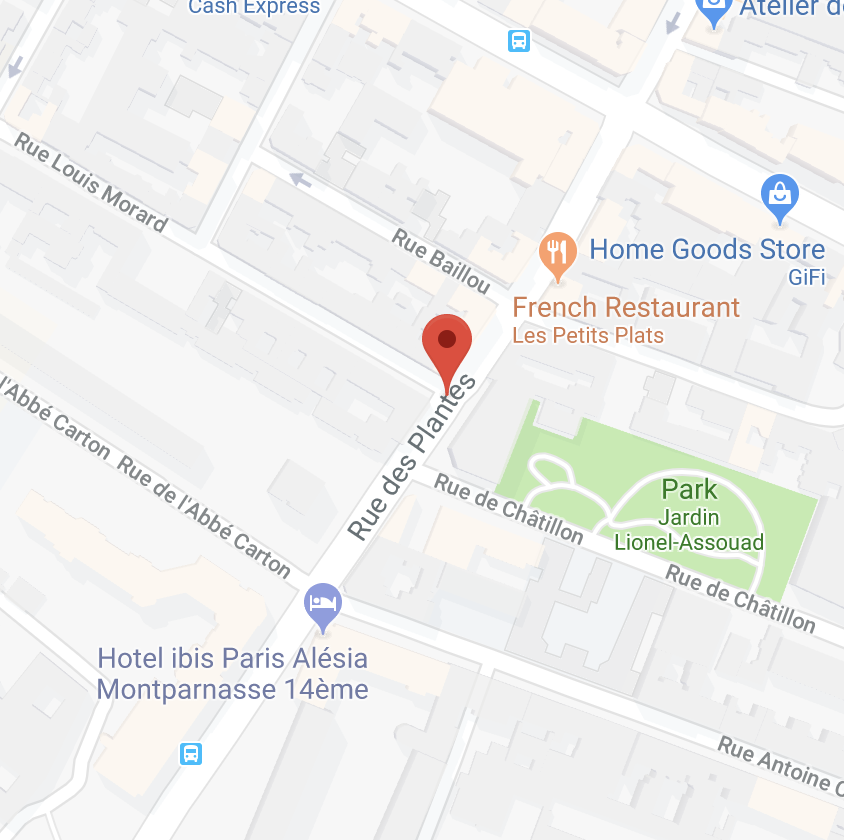 Cash Express
Atelier de
Rue Louis Morard
Rue Baillou
Home Goods Store
GiFi
French Restaurant
Les Petits Plats
Rue des Plantes
l'Abbé Carton
Rue de l'Abbé Carton
Rue de Châtillon
Park
Jardin
Lionel-Assouad
Rue de Châtillon
Hotel ibis Paris Alésia
Montparnasse 14ème
Rue Antoine C